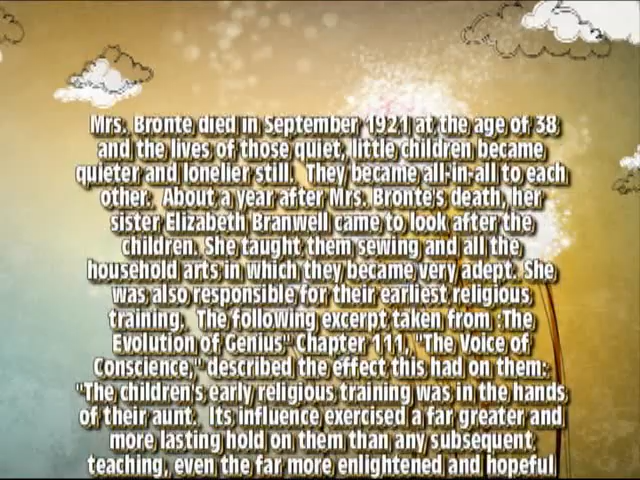 Mrs. Bronte died in September 1921 at the age of 38
and the lives of those quiet, little children became
quieter and lonelier still. They became all-in-all to each
other. About a year after Mrs. Bronte's death, her
sister Elizabeth Branwell came to look after the
children. She taught them sewing and all the
household arts in which they became very adept. She
was also responsible for their earliest religious
training. The following excerpt taken from :The
Evolution of Genius" Chapter 111, "The Voice of
Conscience," described the effect this had on them:
"The children's early religious training was in the hands
of their aunt. Its influence exercised a far greater and
more lasting hold on them than any subsequent
teaching, even the far more enlightened and hopeful